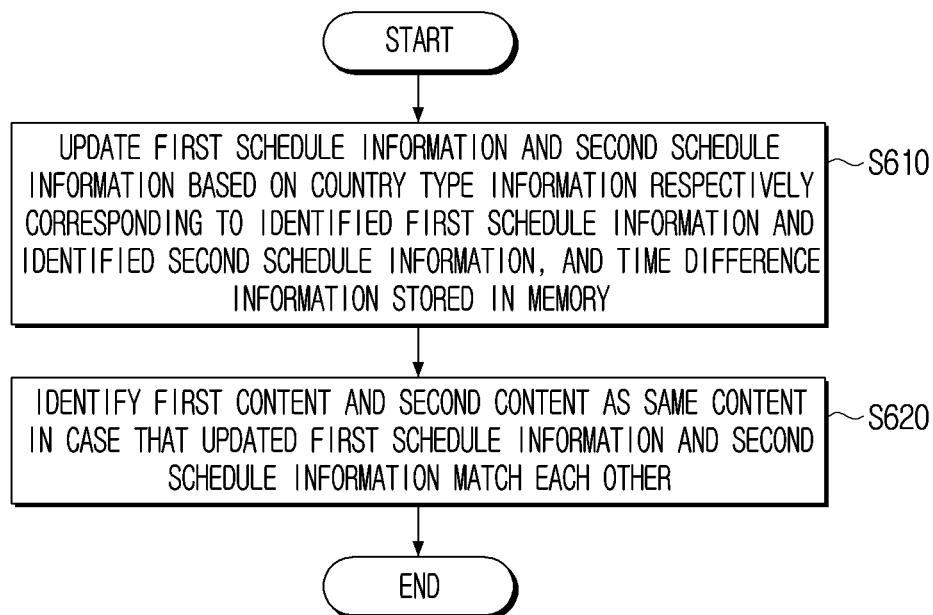 START
UPDATE FIRST SCHEDULE INFORMATION AND SECOND SCHEDULE
INFORMATION BASED ON COUNTRY TYPE INFORMATION RESPECTIVELY
CORRESPONDING TO IDENTIFIED FIRST SCHEDULE INFORMATION AND
IDENTIFIED SECOND SCHEDULE INFORMATION, AND TIME DIFFERENCE
INFORMATION STORED IN MEMORY
S610
IDENTIFY FIRST CONTENT AND SECOND CONTENT AS SAME CONTENT
IN CASE THAT UPDATED FIRST SCHEDULE INFORMATION AND SECOND
SCHEDULE INFORMATION MATCH EACH OTHER
S620
END